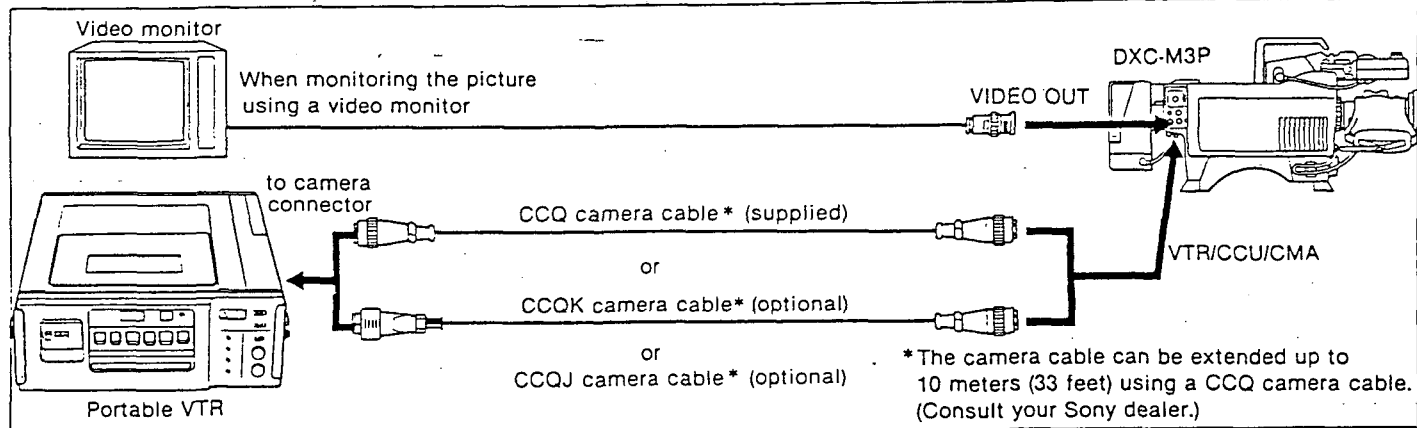 Video monitor
When monitoring the picture
using a video monitor
VIDEO OUT
DXC-M3P
to camera
connector
CCQ camera cable* (supplied)
or
CCQK camera cable* (optional)
or
CCQJ camera cable* (optional)
VTR/CCU/CMA
Portable VTR
*The camera cable can be extended up to
10 meters (33 feet) using a CCQ camera cable.
(Consult your Sony dealer.)